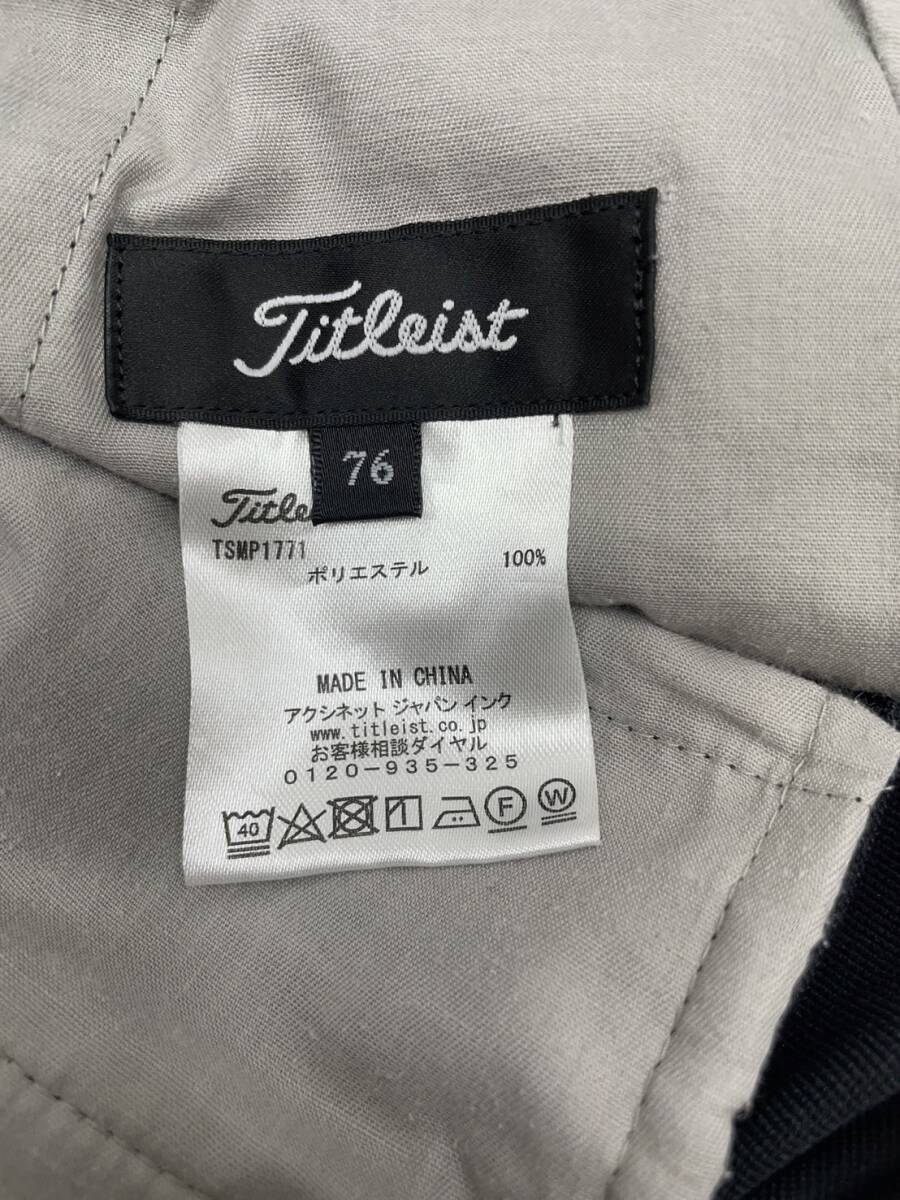 Titleist
76
Title
TSMP1771
ポリエステル 100%
MADE IN CHINA
アクシネット ジャパン インク
www.titleist.co.jp
お客様相談ダイヤル
0120-935-325
40 F W